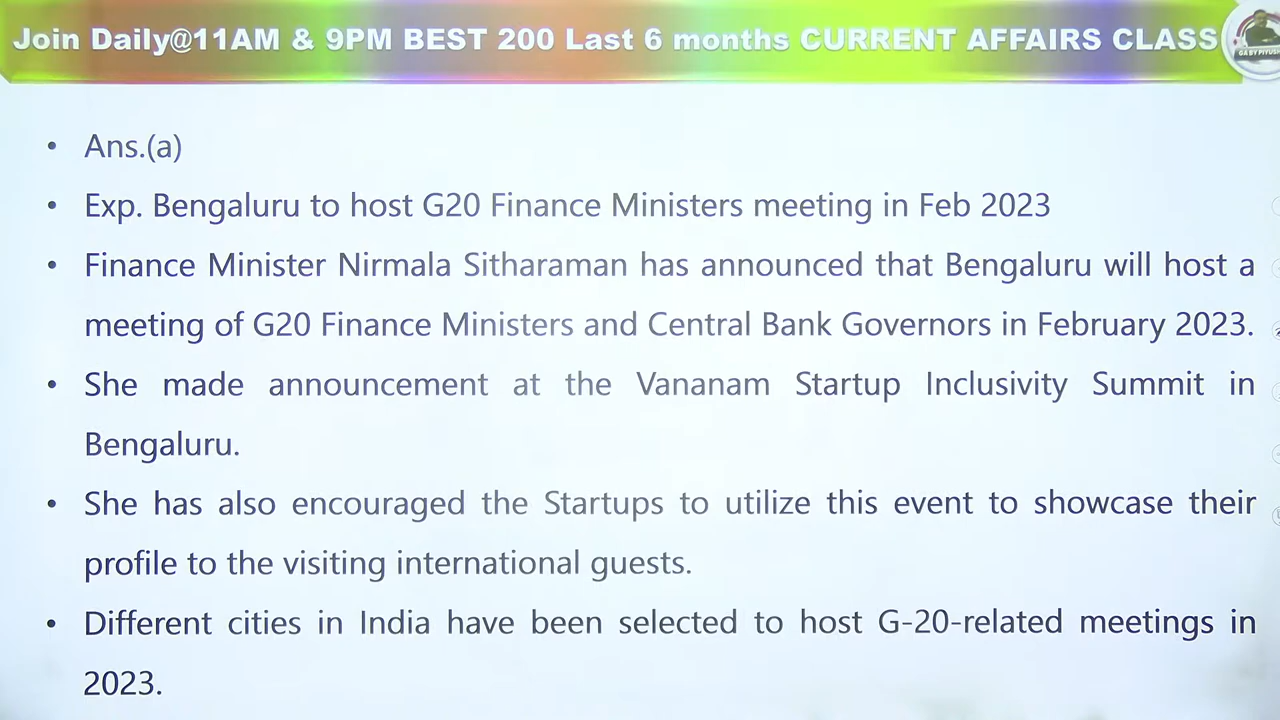 Join Daily@11AM & 9PM BEST 200 Last 6 months CURRENT AFFAIRS CLASS
• Ans.(a)
• Exp. Bengaluru to host G20 Finance Ministers meeting in Feb 2023
• Finance Minister Nirmala Sitharaman has announced that Bengaluru will host a
meeting of G20 Finance Ministers and Central Bank Governors in February 2023.
• She made announcement at the Vananam Startup Inclusivity Summit in
Bengaluru.
• She has also encouraged the Startups to utilize this event to showcase their
profile to the visiting international guests.
• Different cities in India have been selected to host G-20-related meetings in
2023.